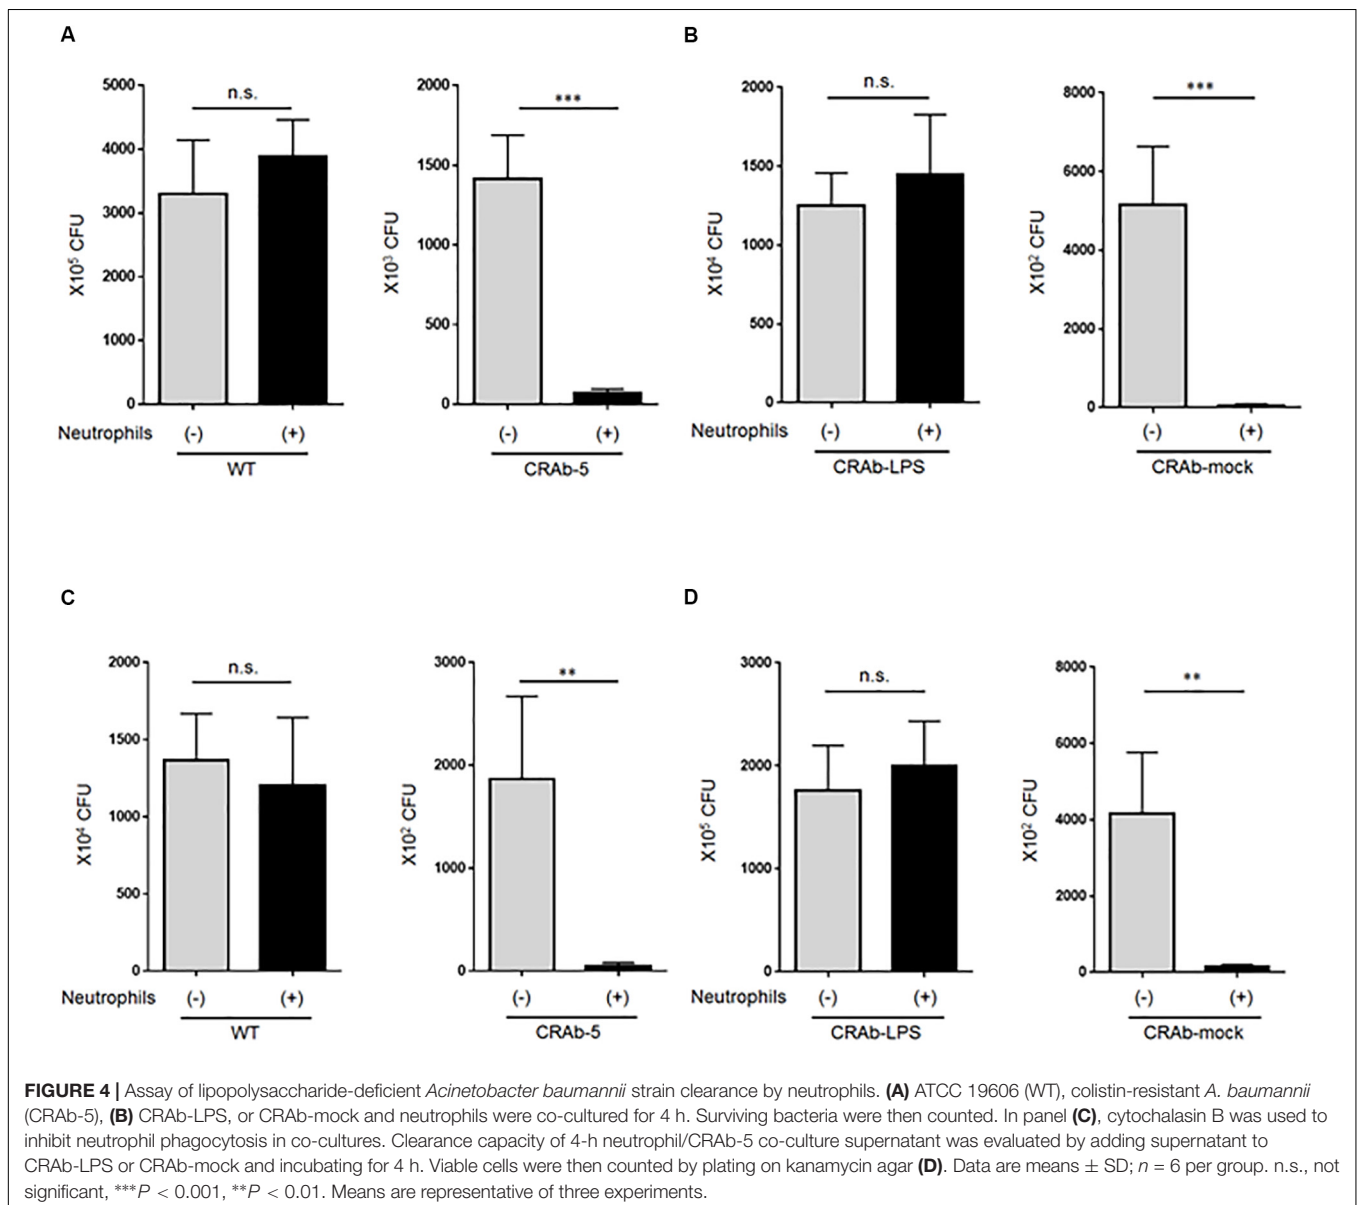 A
B
5000
4000
3000
2000
1000
0
X10⁵ CFU
n.s.
Neutrophils (-) (+)
WT
2000
1500
1000
500
0
X10³ CFU
***
(-) (+)
CRAb-5
2000
1500
1000
500
0
X10⁴ CFU
n.s.
Neutrophils (-) (+)
CRAb-LPS
8000
6000
4000
2000
0
X10² CFU
***
(-) (+)
CRAb-mock
C
D
2000
1500
1000
500
0
X10⁴ CFU
n.s.
Neutrophils (-) (+)
WT
3000
2000
1000
0
X10² CFU
**
(-) (+)
CRAb-5
3000
2000
1000
0
X10⁵ CFU
n.s.
Neutrophils (-) (+)
CRAb-LPS
8000
6000
4000
2000
0
X10² CFU
**
(-) (+)
CRAb-mock
FIGURE 4 | Assay of lipopolysaccharide-deficient Acinetobacter baumannii strain clearance by neutrophils. (A) ATCC 19606 (WT), colistin-resistant A. baumannii
(CRAb-5), (B) CRAb-LPS, or CRAb-mock and neutrophils were co-cultured for 4 h. Surviving bacteria were then counted. In panel (C), cytochalasin B was used to
inhibit neutrophil phagocytosis in co-cultures. Clearance capacity of 4-h neutrophil/CRAb-5 co-culture supernatant was evaluated by adding supernatant to
CRAb-LPS or CRAb-mock and incubating for 4 h. Viable cells were then counted by plating on kanamycin agar (D). Data are means ± SD; n = 6 per group. n.s., not
significant, ***P < 0.001, **P < 0.01. Means are representative of three experiments.